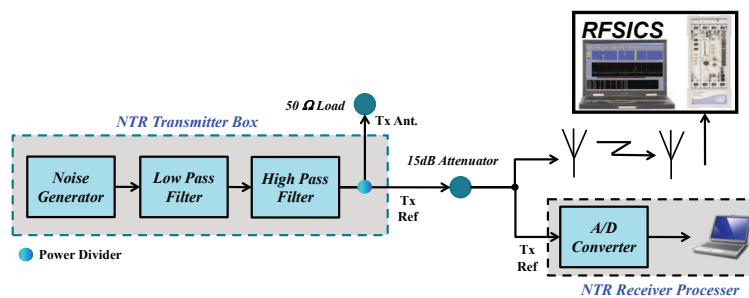 RFSICS
50 Ω Load
Tx Ant.
NTR Transmitter Box
15dB Attenuator
Noise
Generator
Low Pass
Filter
High Pass
Filter
Tx
Ref
Power Divider
A/D
Converter
Tx
Ref
NTR Receiver Processer